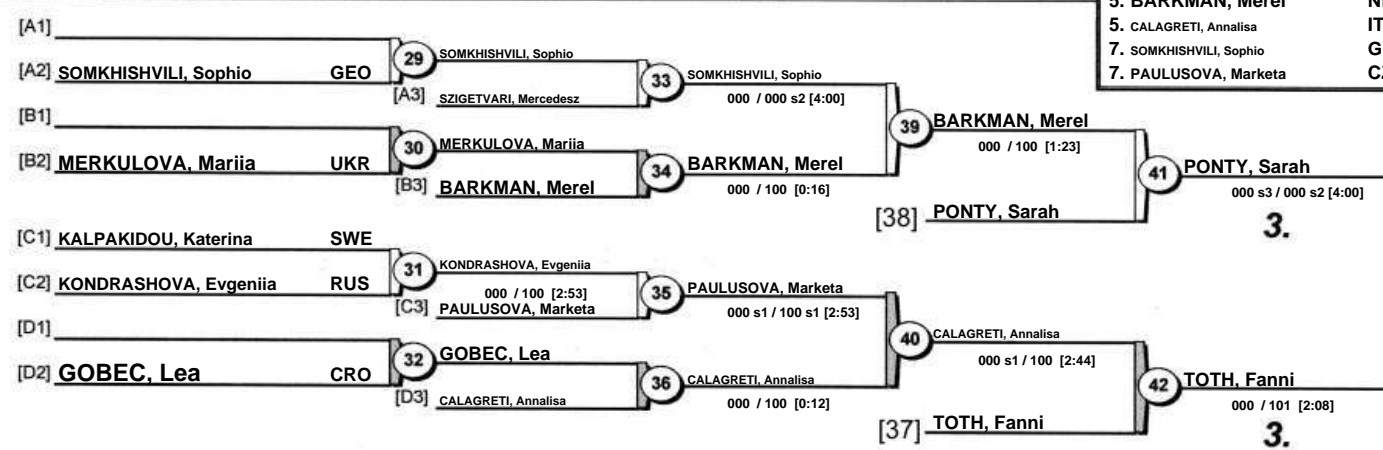 5. BARKMAN, Merel
5. CALAGRETI, Annalisa IT
7. SOMKHISHVILI, Sophio G
7. PAULUSOVA, Marketa
[A1]
[A2] SOMKHISHVILI, Sophio GEO
29
SOMKHISHVILI, Sophio
[A3] SZIGETVARI, Mercedesz
33
SOMKHISHVILI, Sophio
000 / 000 s2 [4:00]
[B1]
[B2] MERKULOVA, Mariia UKR
30
MERKULOVA, Mariia
[B3] BARKMAN, Merel
34
BARKMAN, Merel
000 / 100 [0:16]
39
BARKMAN, Merel
000 / 100 [1:23]
[38] PONTY, Sarah
41
PONTY, Sarah
000 s3 / 000 s2 [4:00]
3.
[C1] KALPAKIDOU, Katerina SWE
[C2] KONDRASHOVA, Evgeniia RUS
31
KONDRASHOVA, Evgeniia
000 / 100 [2:53]
[C3] PAULUSOVA, Marketa
35
PAULUSOVA, Marketa
000 s1 / 100 s1 [2:53]
[D1]
[D2] GOBEC, Lea CRO
32
GOBEC, Lea
[D3] CALAGRETI, Annalisa
36
CALAGRETI, Annalisa
000 / 100 [0:12]
40
CALAGRETI, Annalisa
000 s1 / 100 [2:44]
[37] TOTH, Fanni
42
TOTH, Fanni
000 / 101 [2:08]
3.